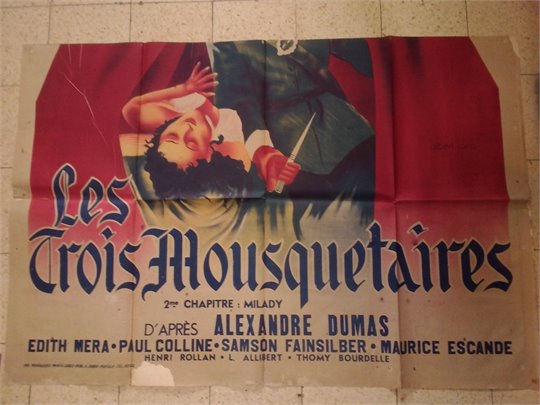 Les
Trois Mousquetaires
2me CHAPITRE : MILADY
D'APRÈS ALEXANDRE DUMAS
EDITH MERA · PAUL COLLINE · SAMSON FAINSILBER · MAURICE ESCANDE
HENRI ROLLAN · L. ALLIBERT · THOMY BOURDELLE